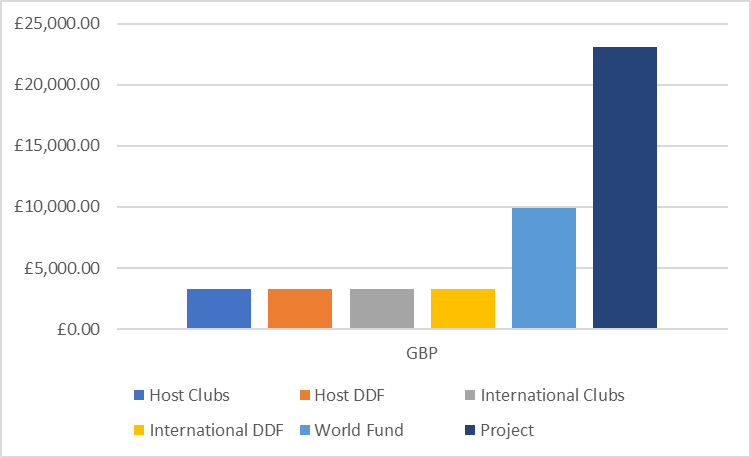 £25,000.00
£20,000.00
£15,000.00
£10,000.00
£5,000.00
£0.00
GBP
Host Clubs Host DDF International Clubs
International DDF World Fund Project